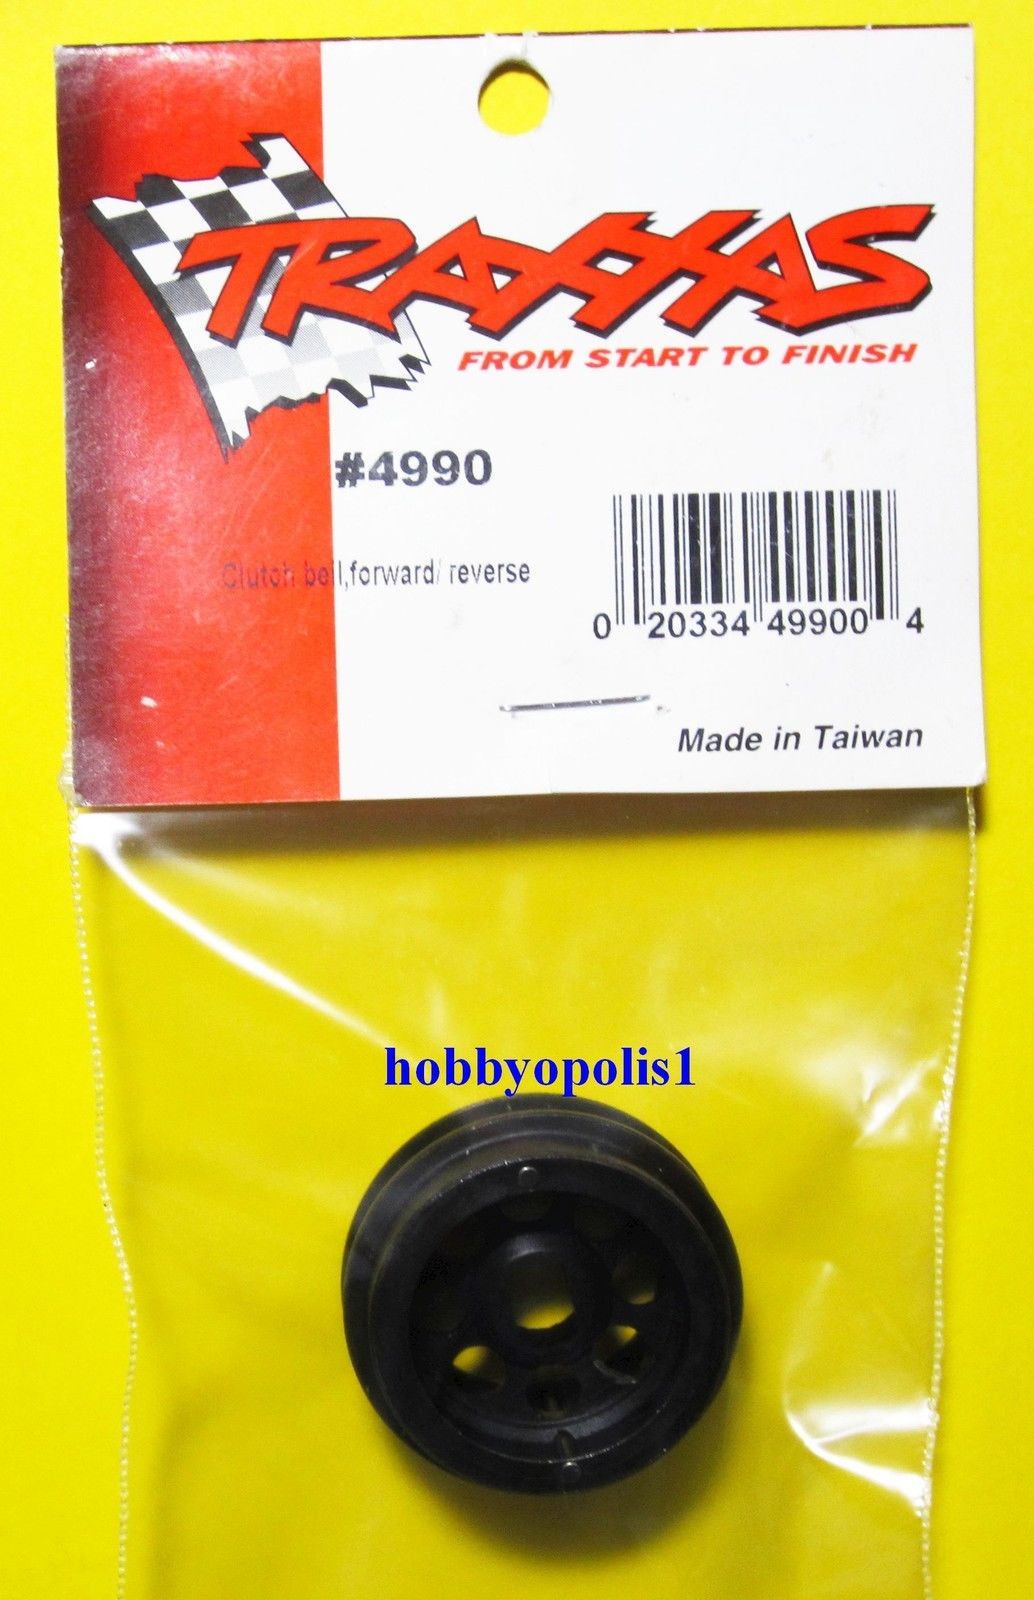 TRAXXAS
FROM START TO FINISH
#4990
Clutch bell,forward/ reverse
0 20334 49900 4
Made in Taiwan
hobbyopolis1